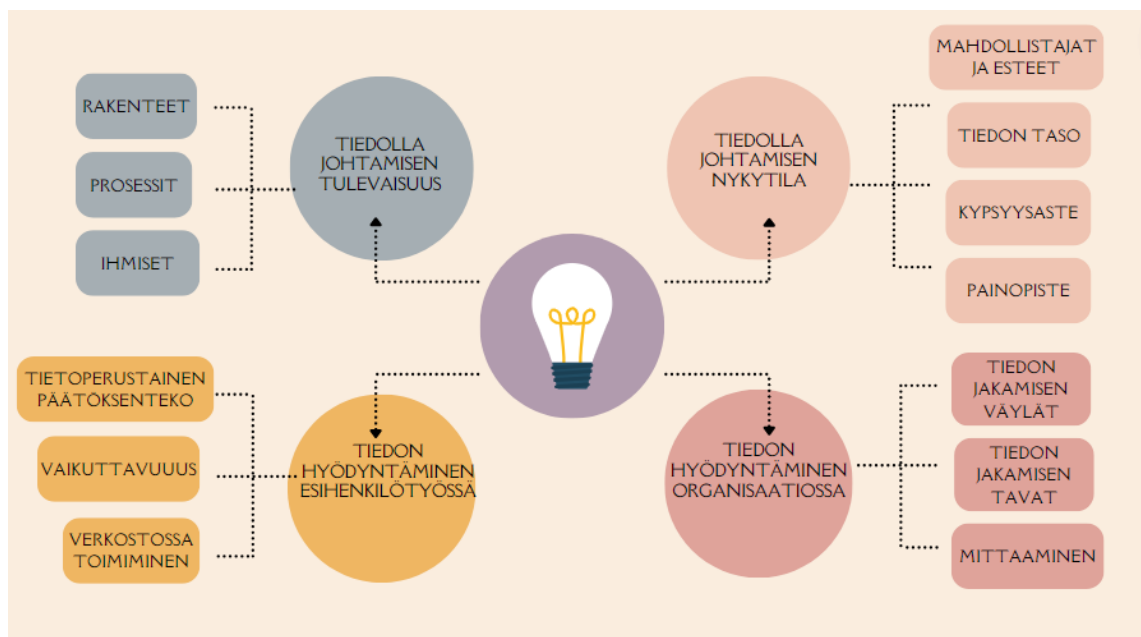 RAKENTEET
PROSESSIT
IHMISET
TIEDOLLA
JOHTAMISEN
TULEVAISUUS
TIEDOLLA
JOHTAMISEN
NYKYTILA
MAHDOLLISTAJAT
JA ESTEET
TIEDON TASO
KYPSYYSASTE
PAINOPISTE
TIETOPERUSTAINEN
PÄÄTÖKSENTEKO
VAIKUTTAVUUUS
VERKOSTOSSA
TOIMIMINEN
TIEDON
HYÖDYNTÄMINEN
ESIHENKILÖTYÖSSÄ
TIEDON
HYÖDYNTÄMINEN
ORGANISAATIOSSA
TIEDON
JAKAMISEN
VÄYLÄT
TIEDON
JAKAMISEN
TAVAT
MITTAAMINEN